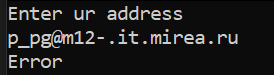 Enter ur address
p_pg@m12-.it.mirea.ru
Error